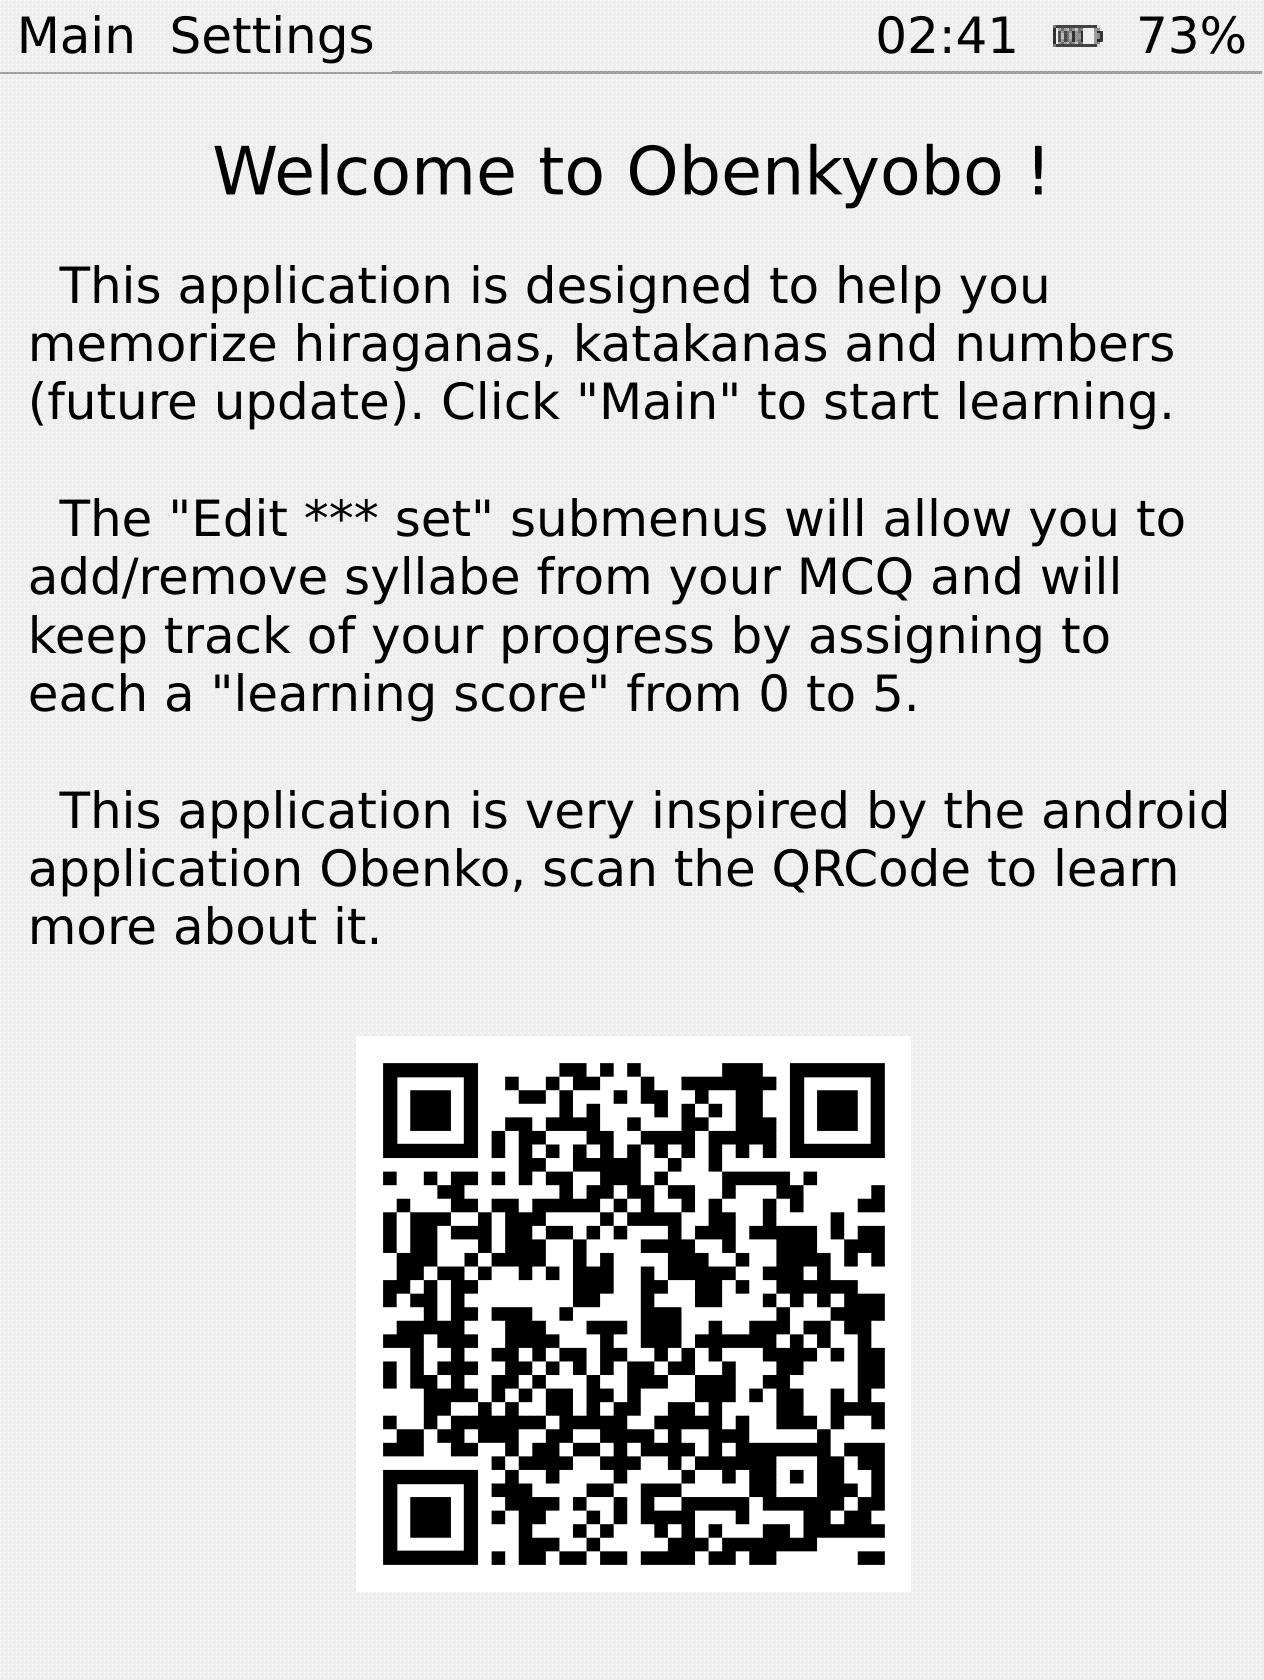 Main Settings 02:41 73%
Welcome to Obenkyobo !
This application is designed to help you
memorize hiraganas, katakanas and numbers
(future update). Click "Main" to start learning.
The "Edit *** set" submenus will allow you to
add/remove syllabe from your MCQ and will
keep track of your progress by assigning to
each a "learning score" from 0 to 5.
This application is very inspired by the android
application Obenko, scan the QRCode to learn
more about it.